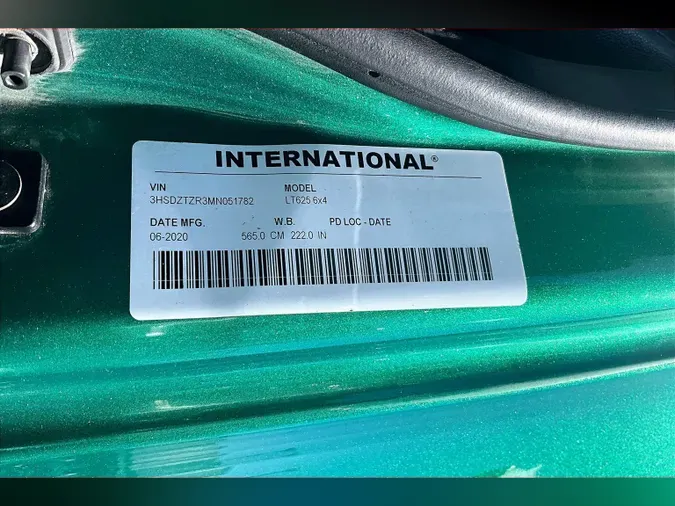 INTERNATIONAL®
VIN MODEL
3HSDZTZR3MN051782 LT625 6x4
DATE MFG. W.B. PD LOC - DATE
06-2020 565.0 CM 222.0 IN